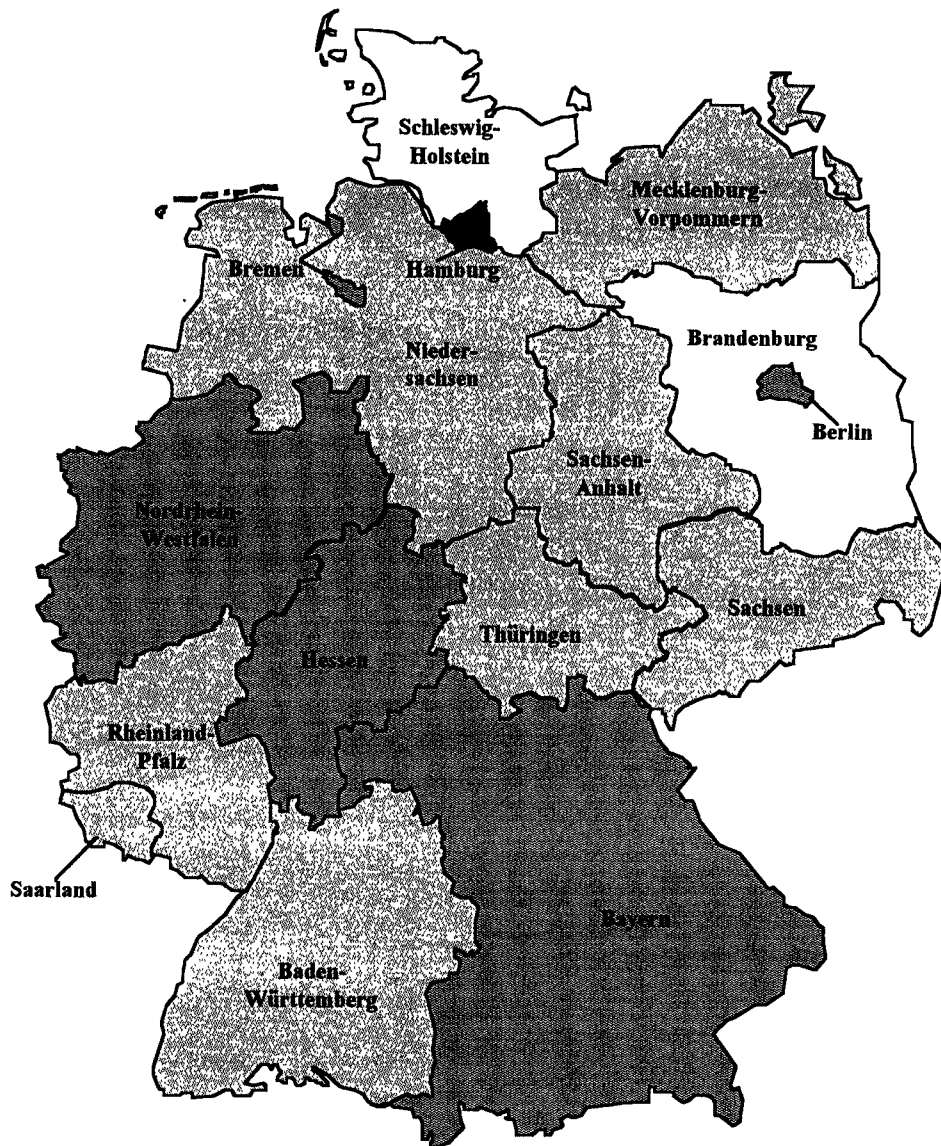 Schleswig-
Holstein
Mecklenburg-
Vorpommern
Bremen
Hamburg
Brandenburg
Nieder-
sachsen
Berlin
Sachsen-
Anhalt
Nordrhein-
Westfalen
Sachsen
Thüringen
Hessen
Rheinland-
Pfalz
Saarland
Bayern
Baden-
Württemberg